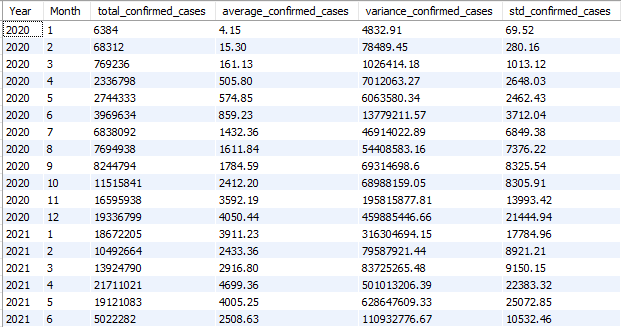 Year Month total_confirmed_cases average_confirmed_cases variance_confirmed_cases std_confirmed_cases
2020 1 6384 4.15 4832.91 69.52
2020 2 68312 15.30 78489.45 280.16
2020 3 769236 161.13 1026414.18 1013.12
2020 4 2336798 505.80 7012063.27 2648.03
2020 5 2744333 574.85 6063580.34 2462.43
2020 6 3969634 859.23 13779211.57 3712.04
2020 7 6838092 1432.36 46914022.89 6849.38
2020 8 7694938 1611.84 54408583.16 7376.22
2020 9 8244794 1784.59 69314698.6 8325.54
2020 10 11515841 2412.20 68988159.05 8305.91
2020 11 16595938 3592.19 195815877.81 13993.42
2020 12 19336799 4050.44 459885446.66 21444.94
2021 1 18672205 3911.23 316304694.15 17784.96
2021 2 10492664 2433.36 79587921.44 8921.21
2021 3 13924790 2916.80 83725265.48 9150.15
2021 4 21711021 4699.36 501013206.39 22383.32
2021 5 19121083 4005.25 628647609.33 25072.85
2021 6 5022282 2508.63 110932776.67 10532.46